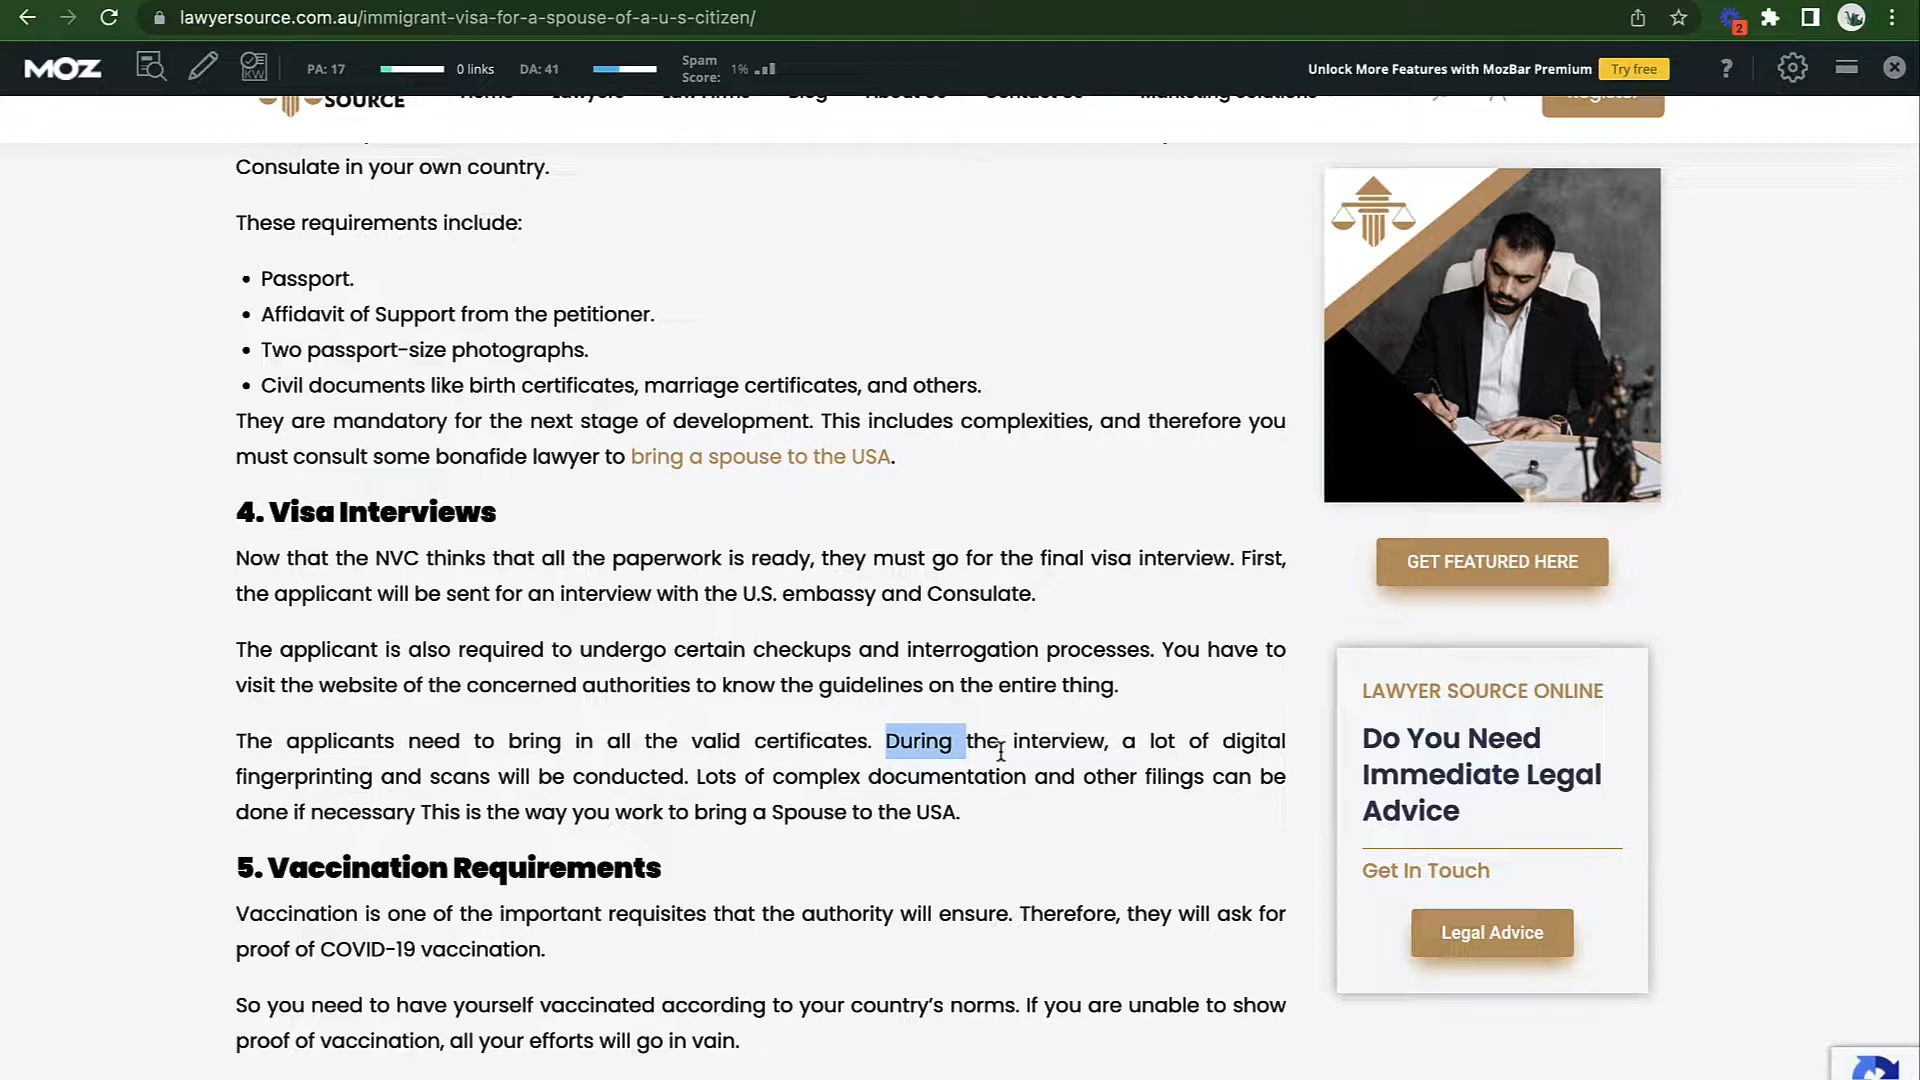 lawyersource.com.au/immigrant-visa-for-a-spouse-of-a-u-s-citizen/
2
MOZ
KW
PA: 17
0 links
DA: 41
Spam
Score:
1%
Unlock More Features with MozBar Premium
Try free
?
SOURCE
Home
Lawyers
Law Firms
Blog
About Us
Contact Us
Marketing Solutions
Register
Consulate in your own country.
These requirements include:
• Passport.
• Affidavit of Support from the petitioner.
• Two passport-size photographs.
• Civil documents like birth certificates, marriage certificates, and others.
They are mandatory for the next stage of development. This includes complexities, and therefore you
must consult some bonafide lawyer to bring a spouse to the USA.
4. Visa Interviews
Now that the NVC thinks that all the paperwork is ready, they must go for the final visa interview. First,
the applicant will be sent for an interview with the U.S. embassy and Consulate.
The applicant is also required to undergo certain checkups and interrogation processes. You have to
visit the website of the concerned authorities to know the guidelines on the entire thing.
The applicants need to bring in all the valid certificates. During the interview, a lot of digital
fingerprinting and scans will be conducted. Lots of complex documentation and other filings can be
done if necessary This is the way you work to bring a Spouse to the USA.
5. Vaccination Requirements
Vaccination is one of the important requisites that the authority will ensure. Therefore, they will ask for
proof of COVID-19 vaccination.
So you need to have yourself vaccinated according to your country’s norms. If you are unable to show
proof of vaccination, all your efforts will go in vain.
GET FEATURED HERE
LAWYER SOURCE ONLINE
Do You Need
Immediate Legal
Advice
Get In Touch
Legal Advice